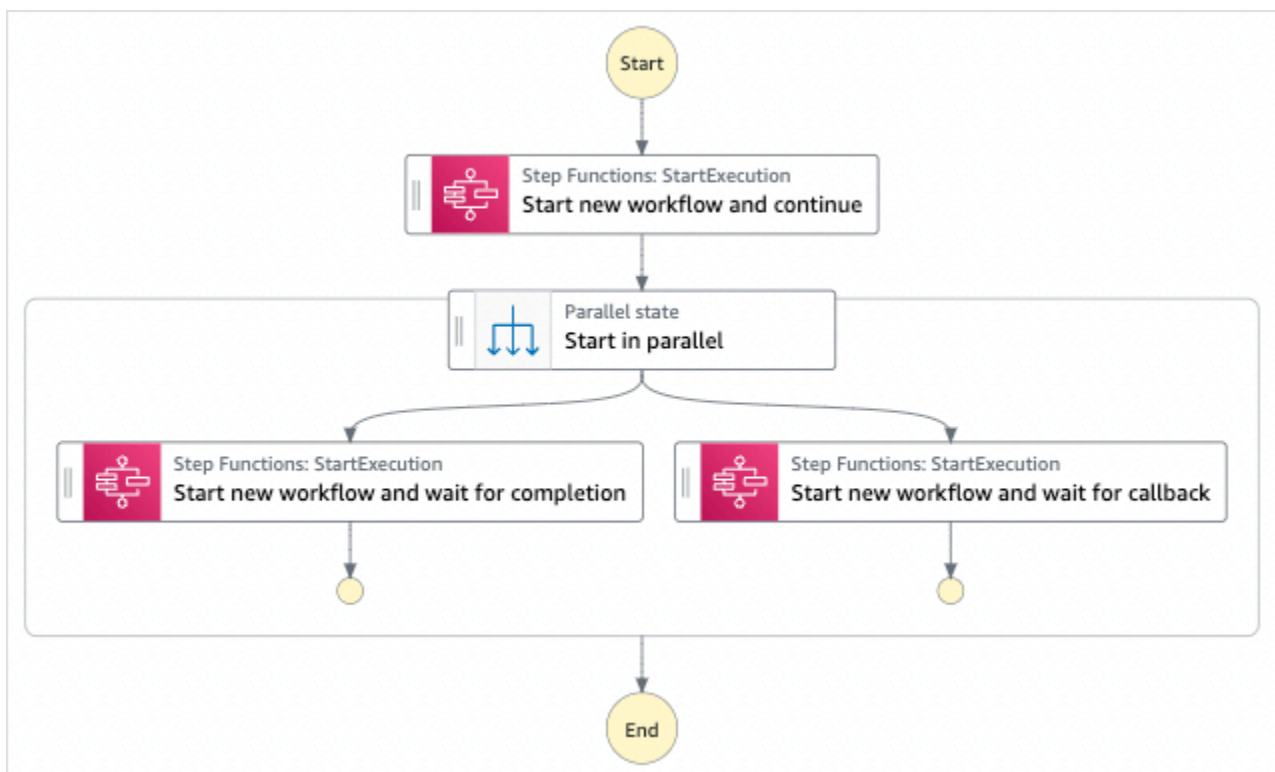 Start
Step Functions: StartExecution
Start new workflow and continue
Parallel state
Start in parallel
Step Functions: StartExecution
Start new workflow and wait for completion
Step Functions: StartExecution
Start new workflow and wait for callback
End